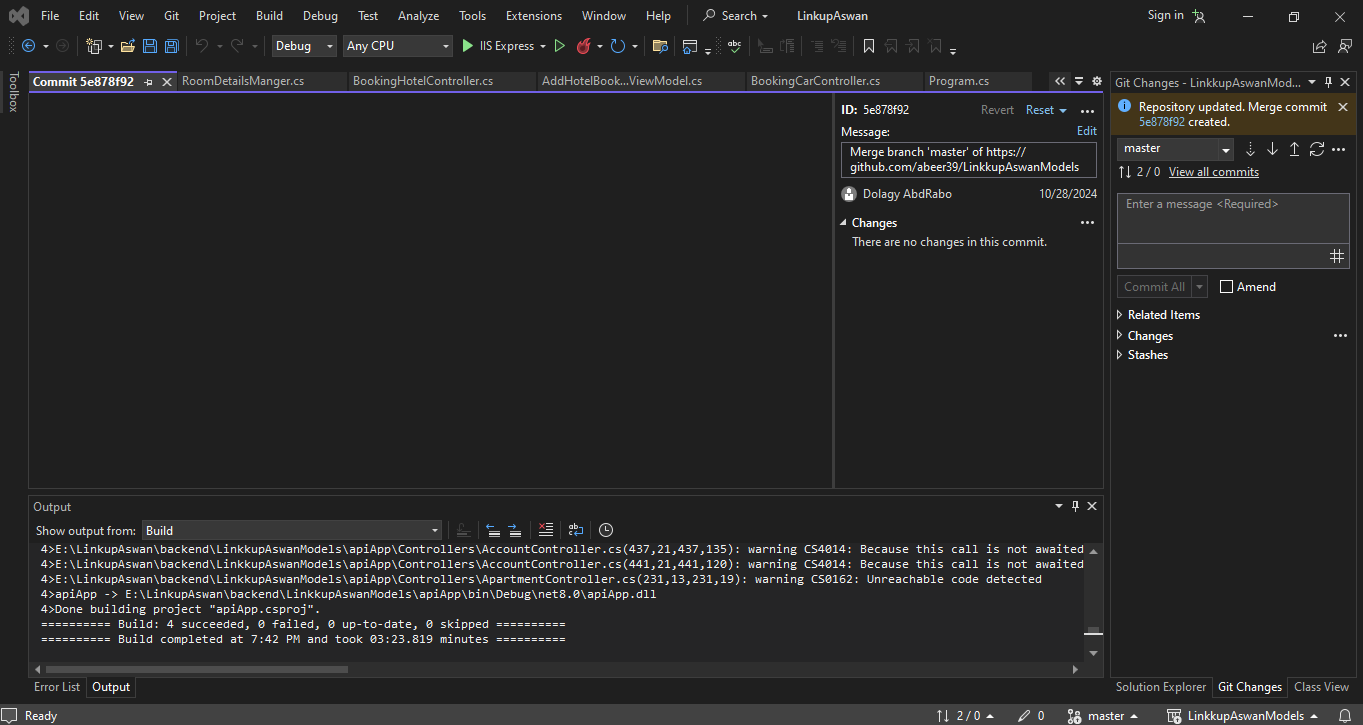 File Edit View Git Project Build Debug Test Analyze Tools Extensions Window Help Search LinkupAswan Sign in
Debug Any CPU IIS Express abc
Toolbox
Commit 5e878f92 RoomDetailsManger.cs BookingHotelController.cs AddHotelBook...ViewModel.cs BookingCarController.cs Program.cs
ID: 5e878f92 Revert Reset
Message: Edit
Merge branch 'master' of https://
github.com/abeer39/LinkkupAswanModels
Dolagy AbdRabo 10/28/2024
Changes
There are no changes in this commit.
Git Changes - LinkkupAswanMod...
Repository updated. Merge commit
5e878f92 created.
master
2 / 0 View all commits
Enter a message <Required>
Commit All Amend
Related Items
Changes
Stashes
Output
Show output from: Build
4>E:\LinkupAswan\backend\LinkkupAswanModels\apiApp\Controllers\AccountController.cs(437,21,437,135): warning CS4014: Because this call is not awaited
4>E:\LinkupAswan\backend\LinkkupAswanModels\apiApp\Controllers\AccountController.cs(441,21,441,120): warning CS4014: Because this call is not awaited
4>E:\LinkupAswan\backend\LinkkupAswanModels\apiApp\Controllers\ApartmentController.cs(231,13,231,19): warning CS0162: Unreachable code detected
4>apiApp -> E:\LinkupAswan\backend\LinkkupAswanModels\apiApp\bin\Debug\net8.0\apiApp.dll
4>Done building project "apiApp.csproj".
========== Build: 4 succeeded, 0 failed, 0 up-to-date, 0 skipped ==========
========== Build completed at 7:42 PM and took 03:23.819 minutes ==========
Error List Output
Solution Explorer Git Changes Class View
Ready 2 / 0 0 master LinkkupAswanModels